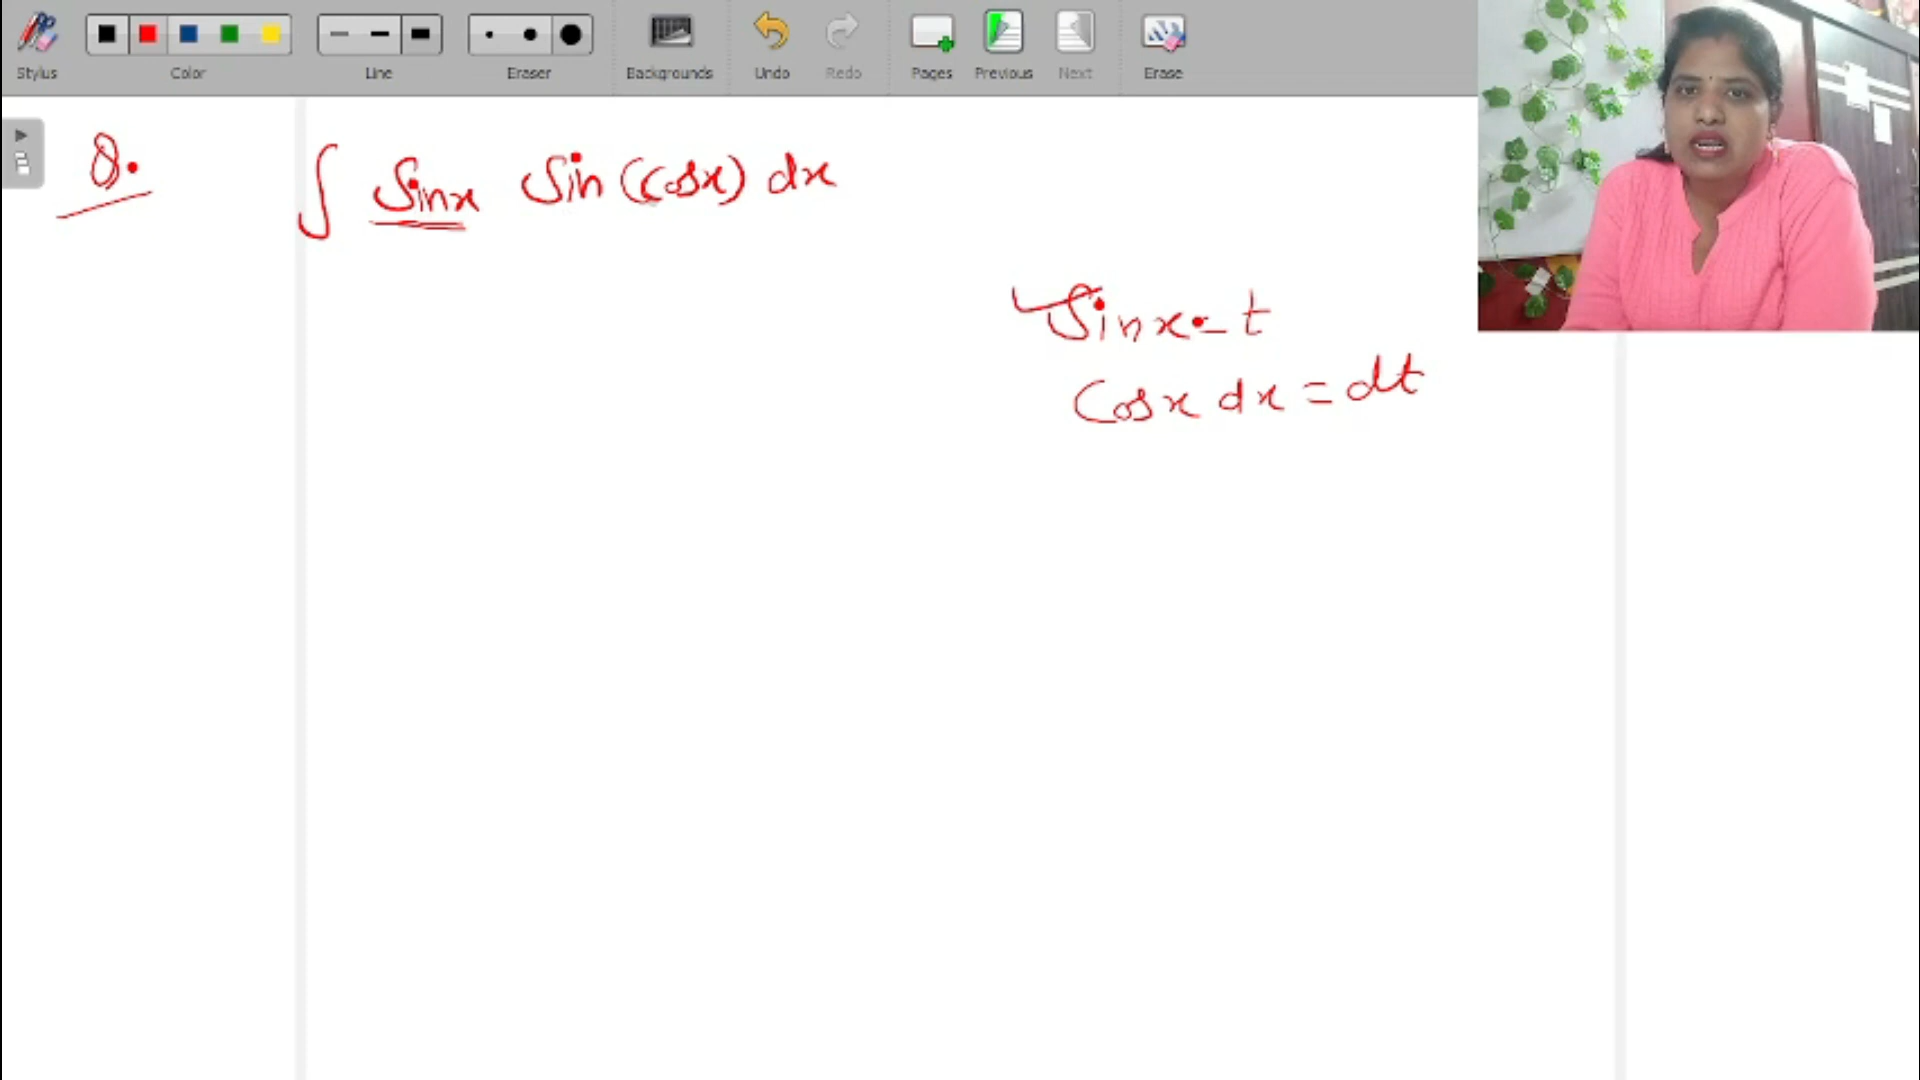 Stylus Color Line Eraser Backgrounds Undo Redo Pages Previous Next Erase
Q.
∫ Sinx Sin (Cosx) dx
Sinx = t
Cosx dx = dt